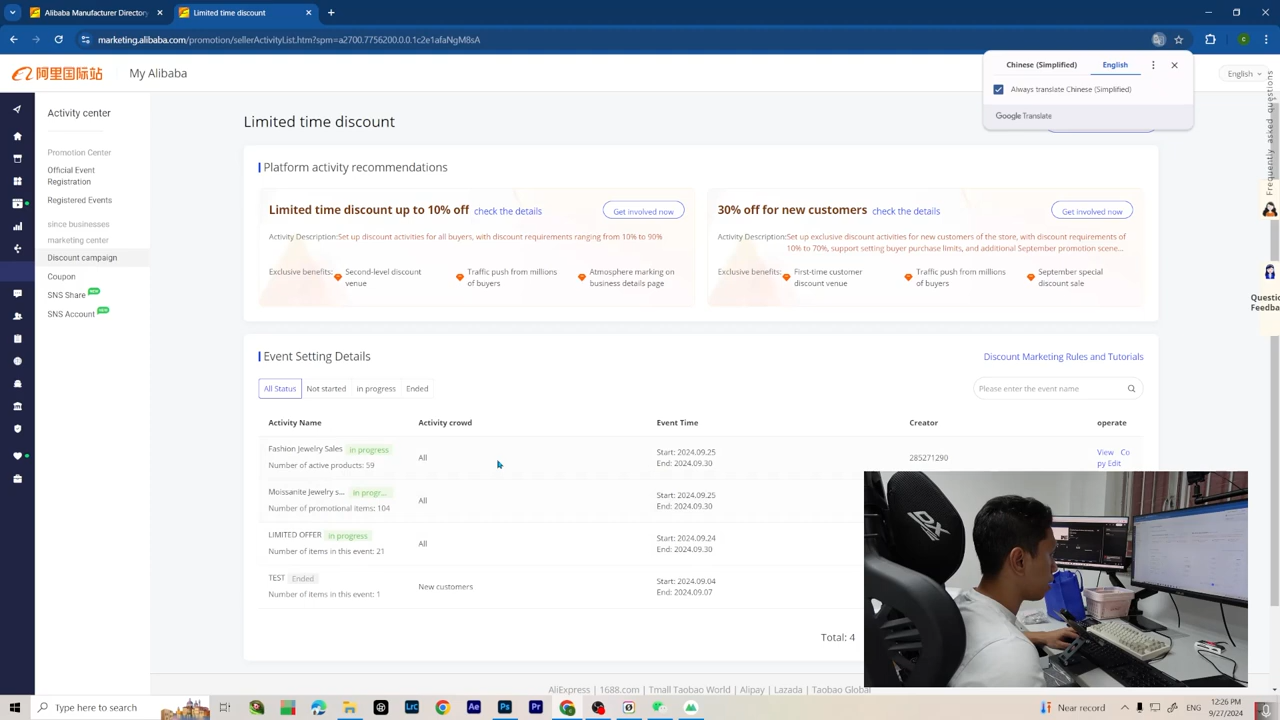 Alibaba Manufacturer Director
Shop Promotion
marketing.alibaba.com/promotion/sellerActivityList.htm?spm=a2700.7756200.0.0.1c2e1afaNgM8sA
阿里国际站
My Alibaba
Chinese (Simplified)
English
Always translate Chinese (Simplified)
Google Translate
English
Frequently asked questions
Question
Feedba
Activity center
Promotion Center
Official Event
Registration
Registered Events
since businesses
marketing center
Discount campaign
Coupon
SNS Share NEW
SNS Account NEW
Limited time discount
Platform activity recommendations
Limited time discount up to 10% off check the details Get involved now
Activity Description:Set up discount activities for all buyers, with discount requirements ranging from 10% to 90%
Exclusive benefits:
Second-level discount
venue
Traffic push from millions
of buyers
Atmosphere marking on
business details page
30% off for new customers check the details Get involved now
Activity Description:Set up exclusive discount activities for new customers of the store, with discount requirements of
10% to 70%, support setting buyer purchase limits, and additional September promotion scene...
Exclusive benefits:
First-time customer
discount venue
Traffic push from millions
of buyers
September special
discount sale
Event Setting Details
Discount Marketing Rules and Tutorials
All Status Not started in progress Ended
Please enter the event name
Activity Name Activity crowd Event Time Creator operate
Fashion Jewelry Sales in progress
Number of active products: 59
All
Start: 2024.09.25
End: 2024.09.30
285271290
View Co
py Edit
Moissanite Jewelry s... in progr...
Number of promotional items: 104
All
Start: 2024.09.25
End: 2024.09.30
LIMITED OFFER in progress
Number of items in this event: 21
All
Start: 2024.09.24
End: 2024.09.30
TEST Ended
Number of items in this event: 1
New customers
Start: 2024.09.04
End: 2024.09.07
Total: 4
AliExpress | 1688.com | Tmall Taobao World | Alipay | Lazada | Taobao Global
DX
Type here to search
Near record
12:26 PM
9/27/2024